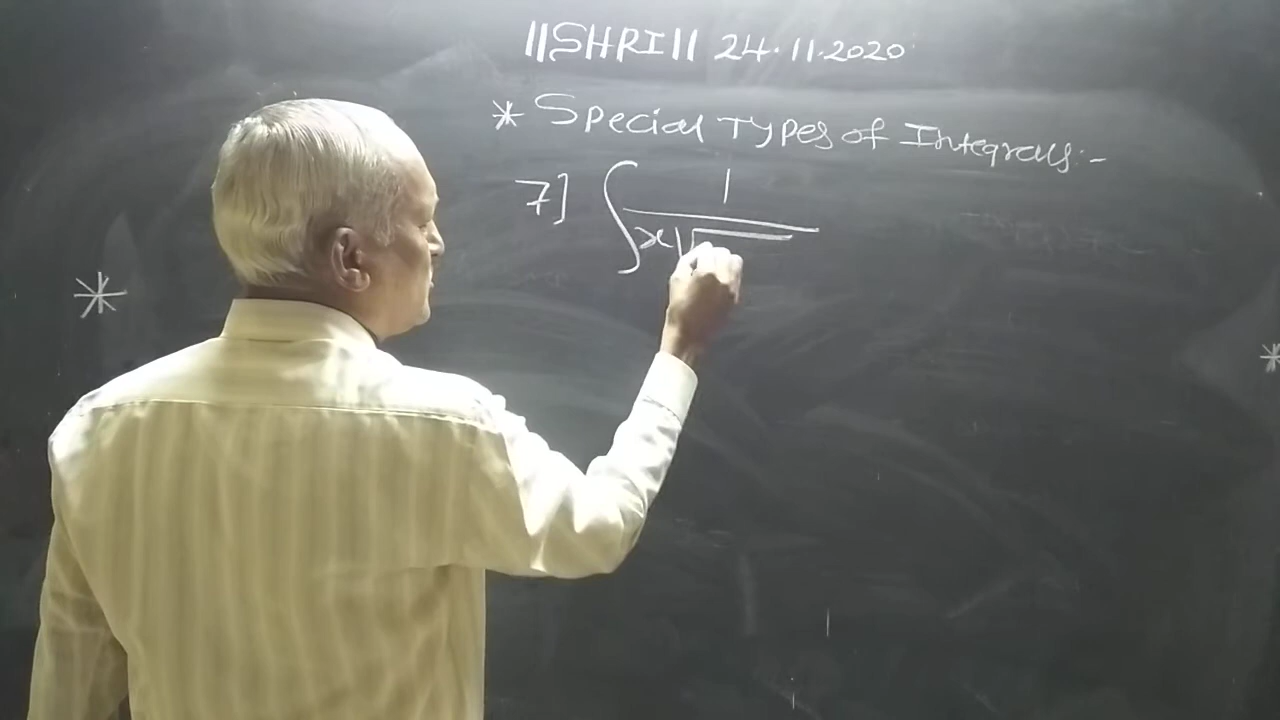 ||SHRI|| 24.11.2020
* Special Types of Integrals:-
7] ∫ 1 / x√